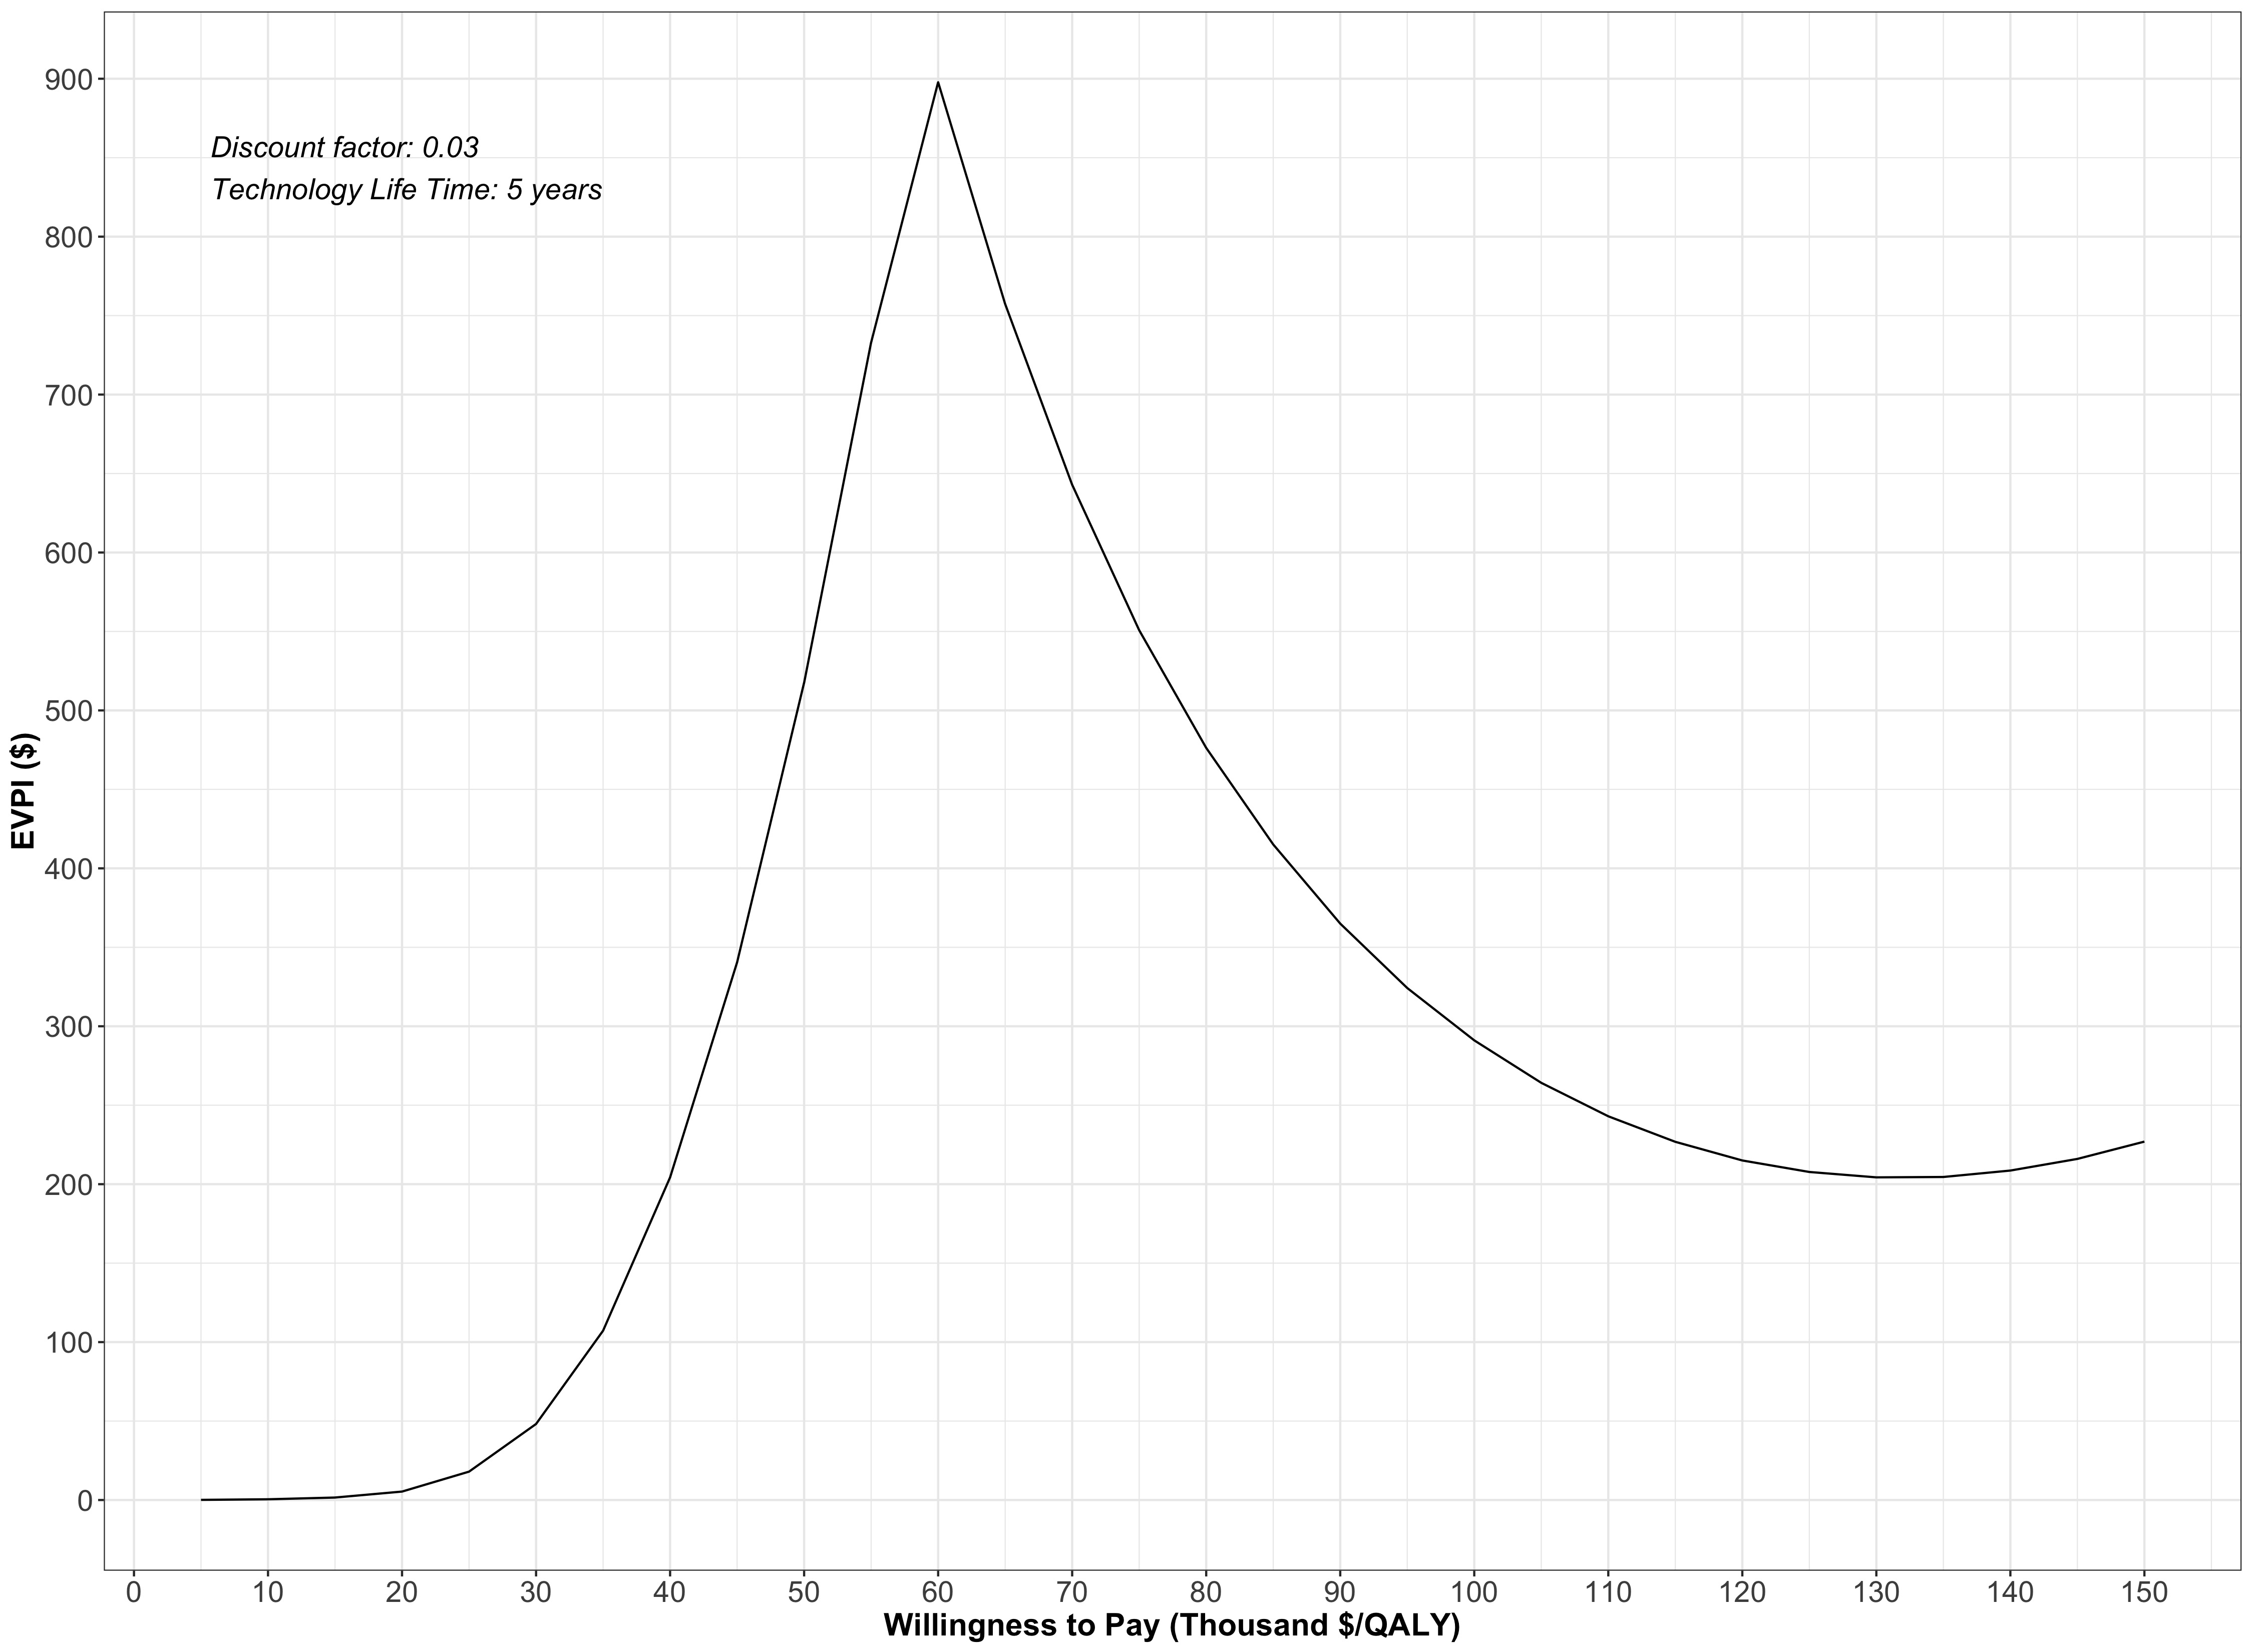 900
800
700
600
500
400
300
200
100
0
EVPI ($)
Discount factor: 0.03
Technology Life Time: 5 years
0 10 20 30 40 50 60 70 80 90 100 110 120 130 140 150
Willingness to Pay (Thousand $/QALY)